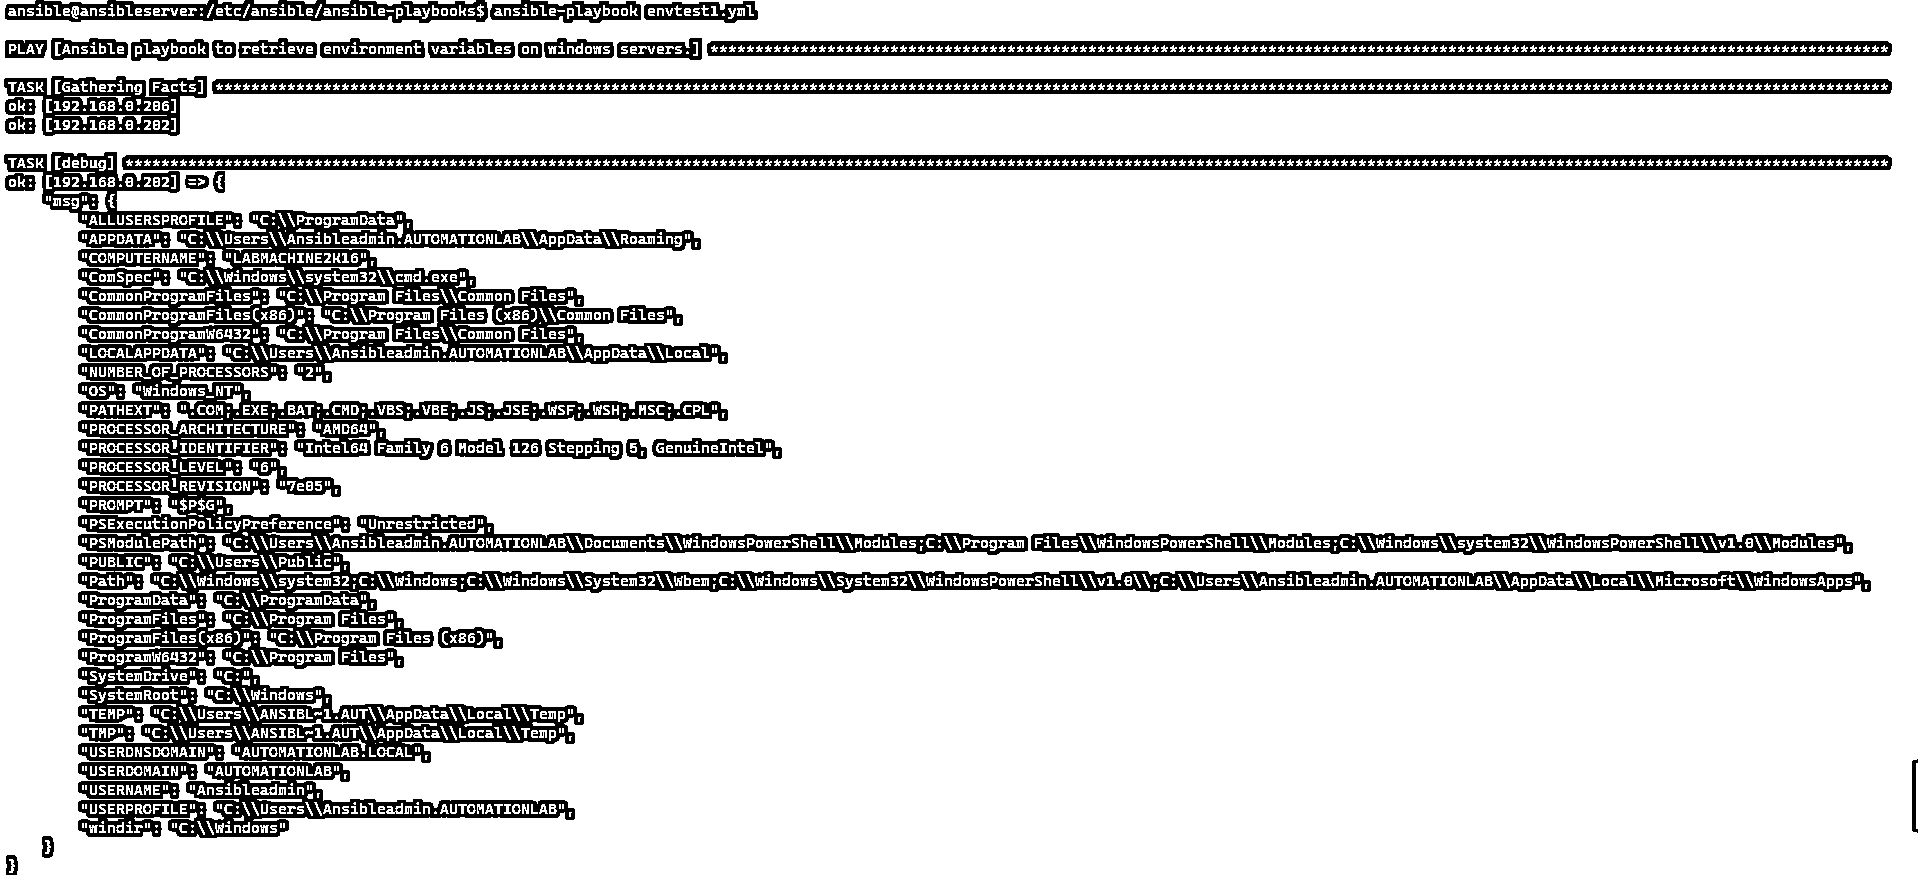 ansible@ansibleserver:/etc/ansible/ansible-playbooks$ ansible-playbook envtest1.yml
PLAY [Ansible playbook to retrieve environment variables on windows servers.] ***********************************************************************************************************************************
TASK [Gathering Facts] ******************************************************************************************************************************************************************************************
ok: [192.168.0.206]
ok: [192.168.0.202]
TASK [debug] ****************************************************************************************************************************************************************************************************
ok: [192.168.0.202] => {
"msg": {
"ALLUSERSPROFILE": "C:\\ProgramData",
"APPDATA": "C:\\Users\\Ansibleadmin.AUTOMATIONLAB\\AppData\\Roaming",
"COMPUTERNAME": "LABMACHINE2K16",
"ComSpec": "C:\\Windows\\system32\\cmd.exe",
"CommonProgramFiles": "C:\\Program Files\\Common Files",
"CommonProgramFiles(x86)": "C:\\Program Files (x86)\\Common Files",
"CommonProgramW6432": "C:\\Program Files\\Common Files",
"LOCALAPPDATA": "C:\\Users\\Ansibleadmin.AUTOMATIONLAB\\AppData\\Local",
"NUMBER_OF_PROCESSORS": "2",
"OS": "Windows_NT",
"PATHEXT": ".COM;.EXE;.BAT;.CMD;.VBS;.VBE;.JS;.JSE;.WSF;.WSH;.MSC;.CPL",
"PROCESSOR_ARCHITECTURE": "AMD64",
"PROCESSOR_IDENTIFIER": "Intel64 Family 6 Model 126 Stepping 5, GenuineIntel",
"PROCESSOR_LEVEL": "6",
"PROCESSOR_REVISION": "7e05",
"PROMPT": "$P$G",
"PSExecutionPolicyPreference": "Unrestricted",
"PSModulePath": "C:\\Users\\Ansibleadmin.AUTOMATIONLAB\\Documents\\WindowsPowerShell\\Modules;C:\\Program Files\\WindowsPowerShell\\Modules;C:\\Windows\\system32\\WindowsPowerShell\\v1.0\\Modules",
"PUBLIC": "C:\\Users\\Public",
"Path": "C:\\Windows\\system32;C:\\Windows;C:\\Windows\\System32\\Wbem;C:\\Windows\\System32\\WindowsPowerShell\\v1.0\\;C:\\Users\\Ansibleadmin.AUTOMATIONLAB\\AppData\\Local\\Microsoft\\WindowsApps",
"ProgramData": "C:\\ProgramData",
"ProgramFiles": "C:\\Program Files",
"ProgramFiles(x86)": "C:\\Program Files (x86)",
"ProgramW6432": "C:\\Program Files",
"SystemDrive": "C:",
"SystemRoot": "C:\\Windows",
"TEMP": "C:\\Users\\ANSIBL~1.AUT\\AppData\\Local\\Temp",
"TMP": "C:\\Users\\ANSIBL~1.AUT\\AppData\\Local\\Temp",
"USERDNSDOMAIN": "AUTOMATIONLAB.LOCAL",
"USERDOMAIN": "AUTOMATIONLAB",
"USERNAME": "Ansibleadmin",
"USERPROFILE": "C:\\Users\\Ansibleadmin.AUTOMATIONLAB",
"windir": "C:\\Windows"
}
}